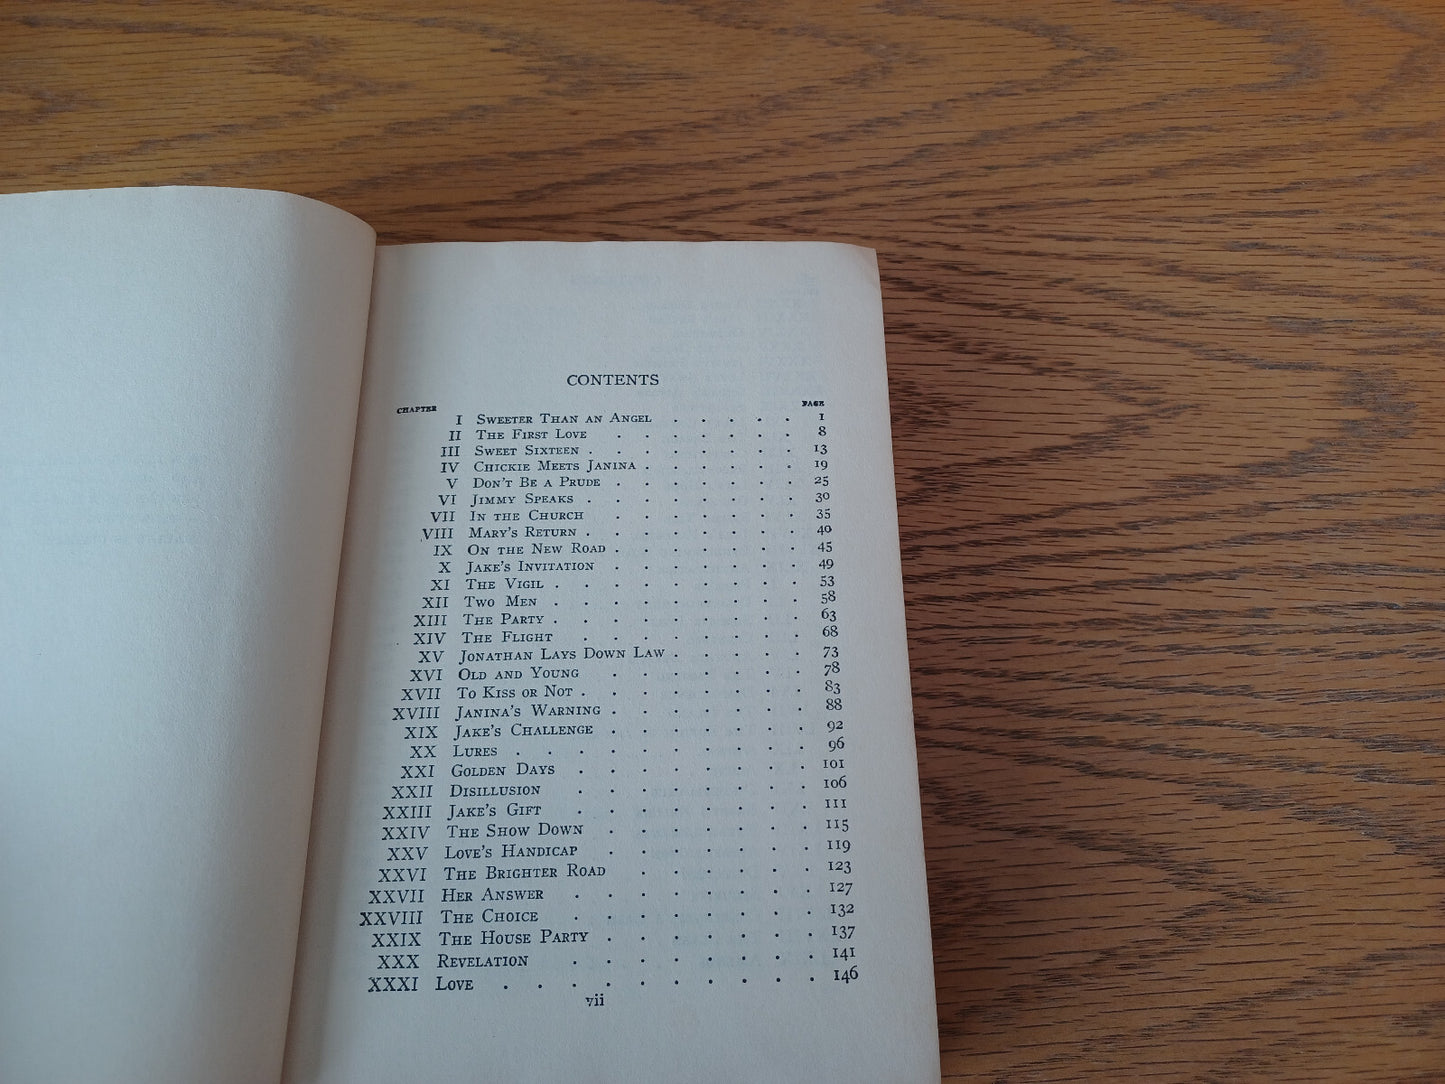 CONTENTS
CHAPTER PAGE
I Sweeter Than an Angel . . . . . 1
II The First Love . . . . . . . 8
III Sweet Sixteen . . . . . . . . 13
IV Chickie Meets Janina . . . . . . 19
V Don't Be a Prude . . . . . . . 25
VI Jimmy Speaks . . . . . . . . 30
VII In the Church . . . . . . . 35
VIII Mary's Return . . . . . . . . 40
IX On the New Road . . . . . . . 45
X Jake's Invitation . . . . . . . 49
XI The Vigil . . . . . . . . . 53
XII Two Men . . . . . . . . . 58
XIII The Party . . . . . . . . . 63
XIV The Flight . . . . . . . . 68
XV Jonathan Lays Down Law . . . . . 73
XVI Old and Young . . . . . . . 78
XVII To Kiss or Not . . . . . . . . 83
XVIII Janina's Warning . . . . . . . 88
XIX Jake's Challenge . . . . . . . 92
XX Lures . . . . . . . . . . 96
XXI Golden Days . . . . . . . . 101
XXII Disillusion . . . . . . . . 106
XXIII Jake's Gift . . . . . . . . 111
XXIV The Show Down . . . . . . . 115
XXV Love's Handicap . . . . . . . 119
XXVI The Brighter Road . . . . . . 123
XXVII Her Answer . . . . . . . . 127
XXVIII The Choice . . . . . . . . 132
XXIX The House Party . . . . . . . 137
XXX Revelation . . . . . . . . 141
XXXI Love . . . . . . . . . . 146
vii